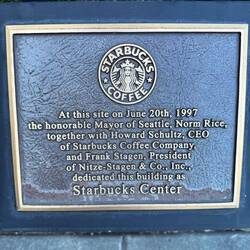 STARBUCKS
COFFEE
At this site on June 20th, 1997
the honorable Mayor of Seattle, Norm Rice,
together with Howard Schultz, CEO
of Starbucks Coffee Company,
and Frank Stagen, President
of Nitze-Stagen & Co., Inc.,
dedicated this building as
Starbucks Center